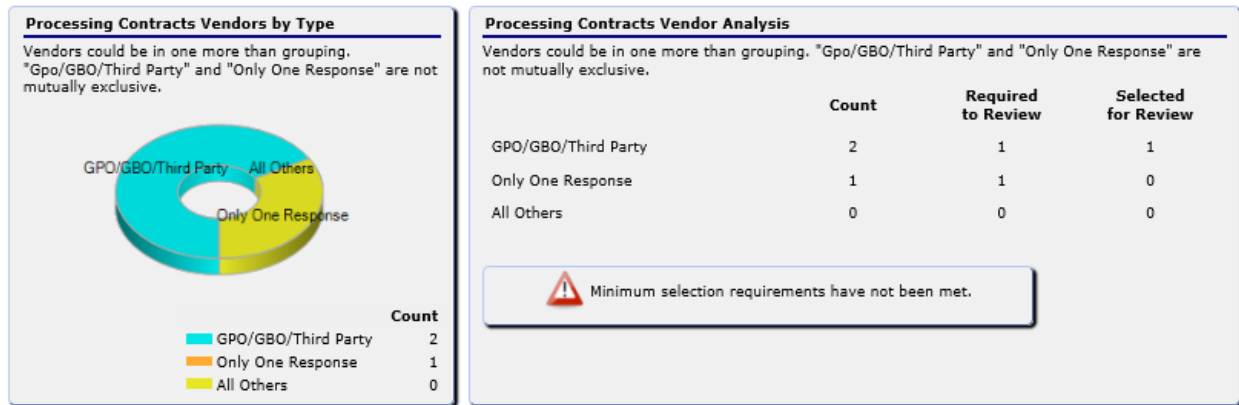 Processing Contracts Vendors by Type
Vendors could be in one more than grouping.
"Gpo/GBO/Third Party" and "Only One Response" are not
mutually exclusive.
GPO/GBO/Third Party All Others
Only One Response
Count
GPO/GBO/Third Party 2
Only One Response 1
All Others 0
Processing Contracts Vendor Analysis
Vendors could be in one more than grouping. "Gpo/GBO/Third Party" and "Only One Response" are
not mutually exclusive.
Count Required to Review Selected for Review
GPO/GBO/Third Party 2 1 1
Only One Response 1 1 0
All Others 0 0 0
Minimum selection requirements have not been met.